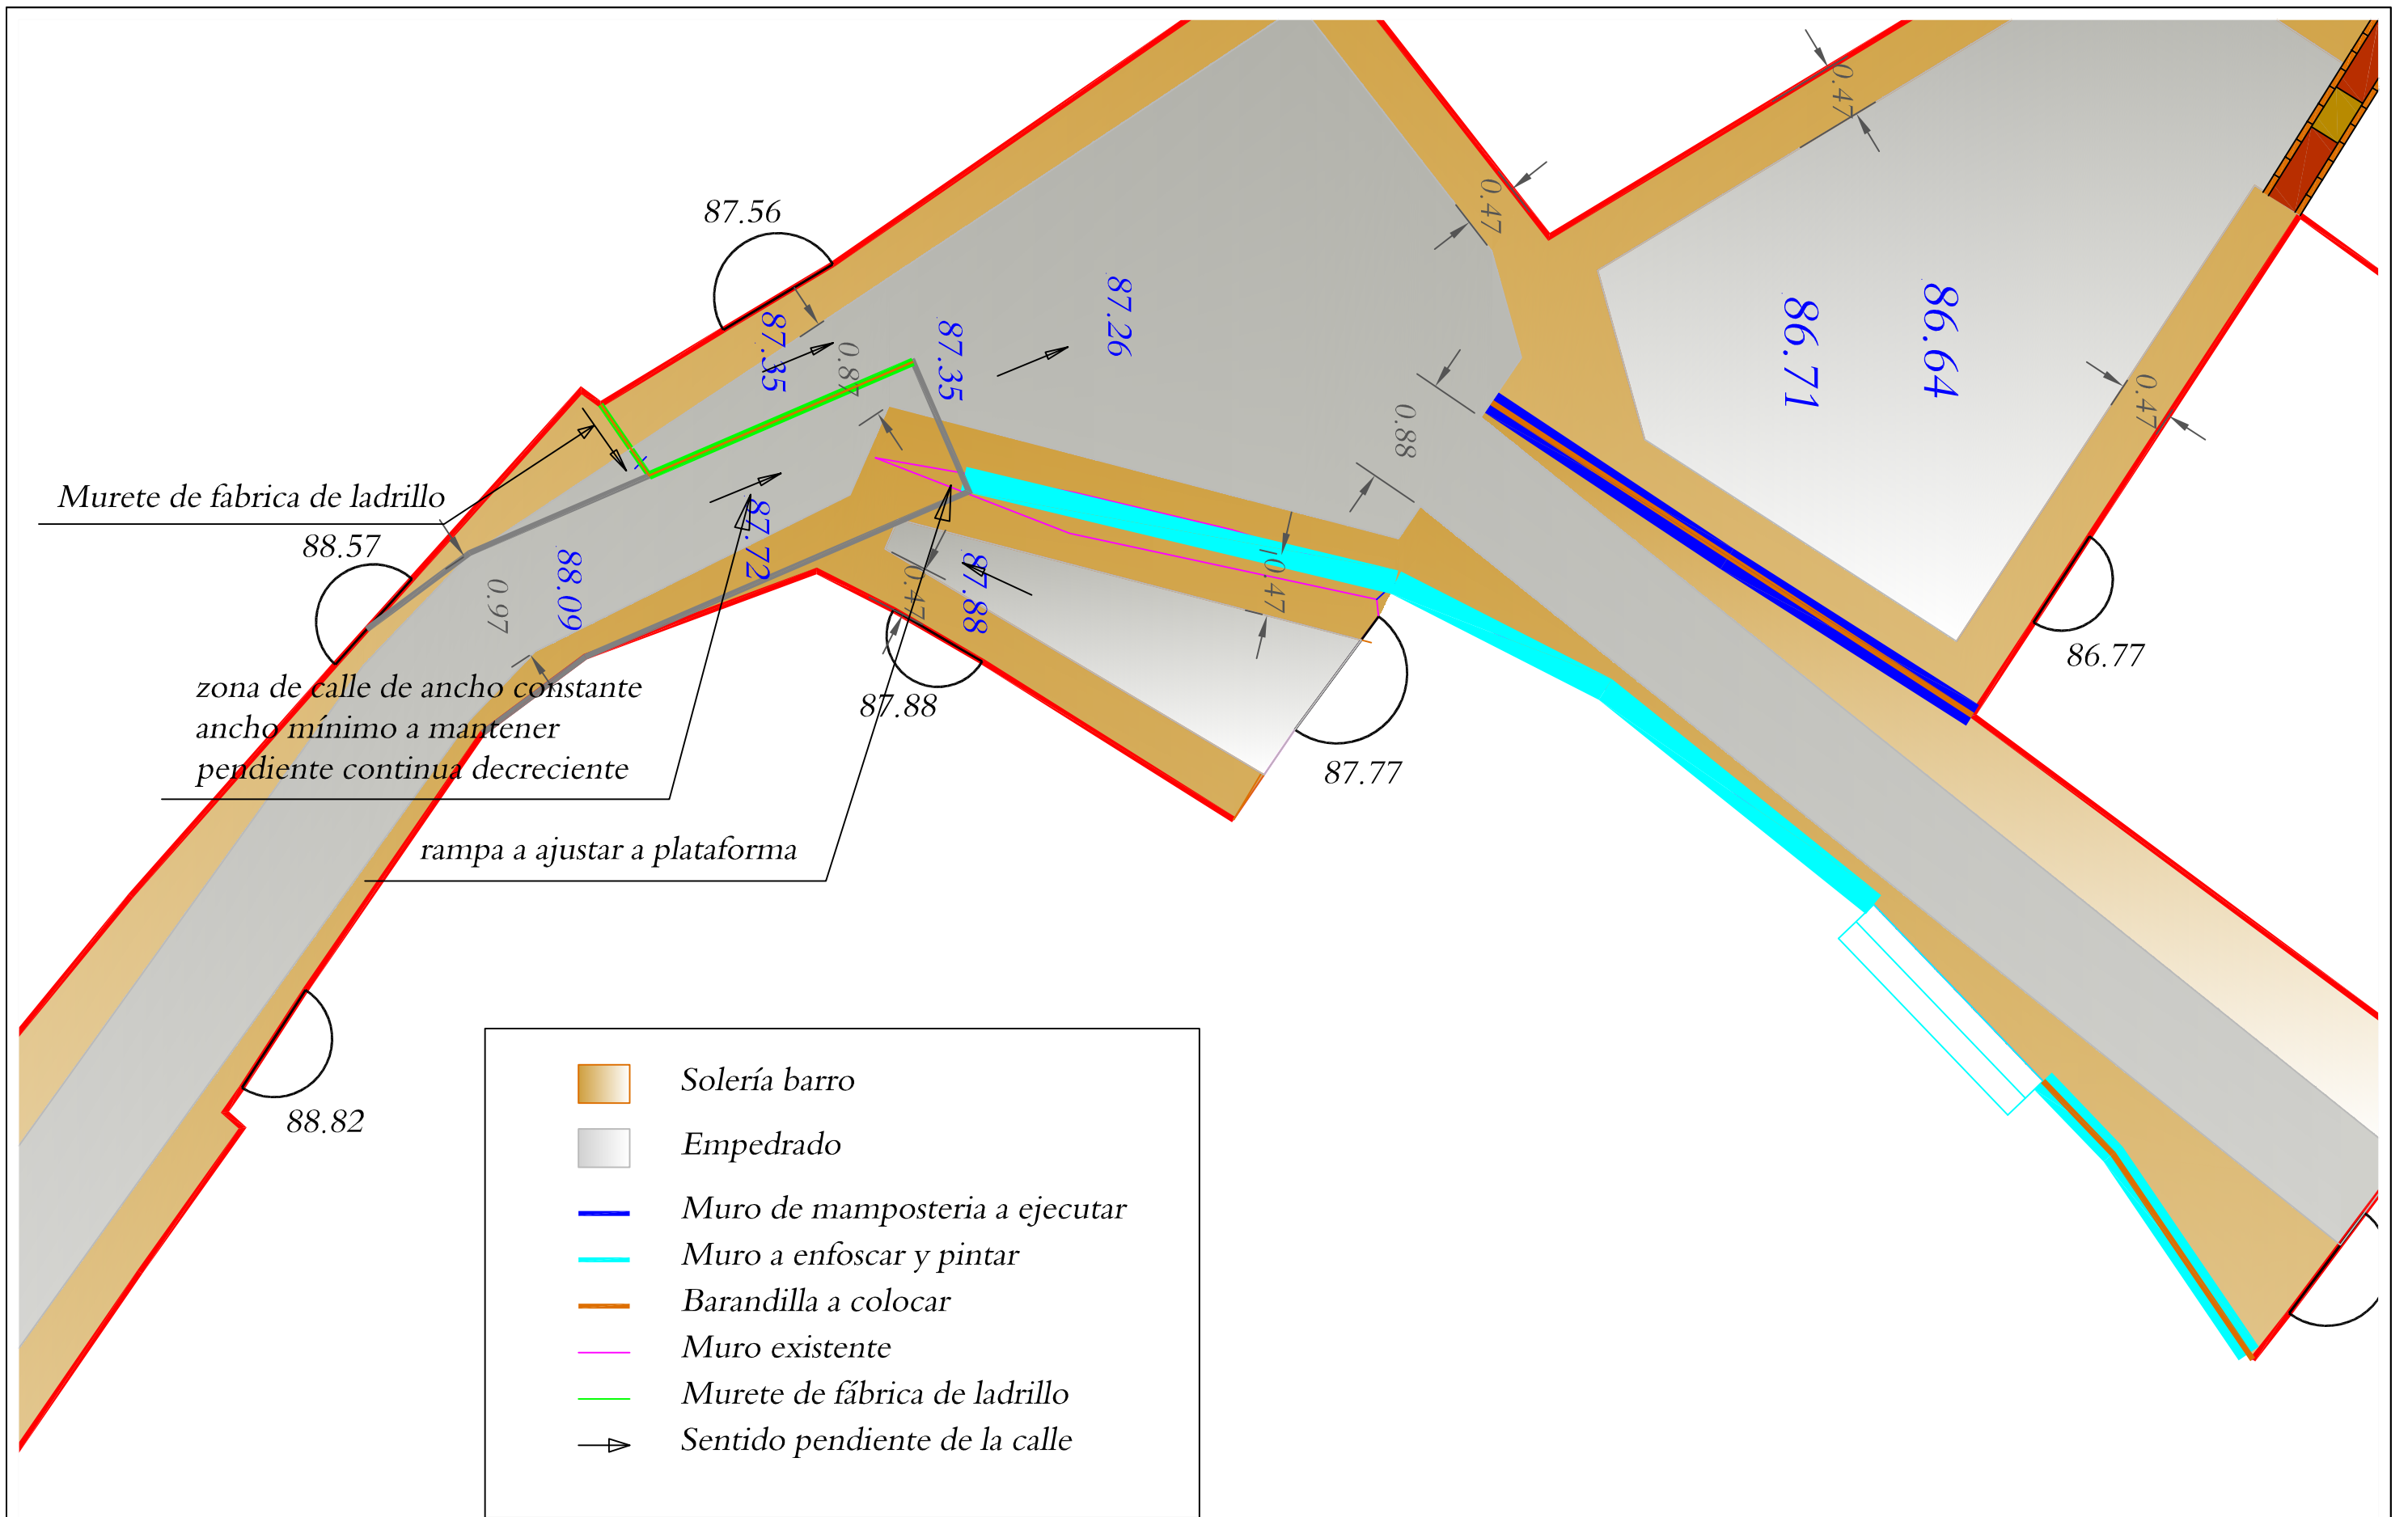 0.47
87.56
0.47
87.26
86.64
86.71
87.35
87.35
0.87
0.47
0.88
Murete de fabrica de ladrillo
88.57
87.72
88.09
0.97
0.47
87.88
0.47
86.77
zona de calle de ancho constante
ancho mínimo a mantener
pendiente continua decreciente
87.88
87.77
rampa a ajustar a plataforma
88.82
Solería barro
Empedrado
Muro de mamposteria a ejecutar
Muro a enfoscar y pintar
Barandilla a colocar
Muro existente
Murete de fábrica de ladrillo
Sentido pendiente de la calle